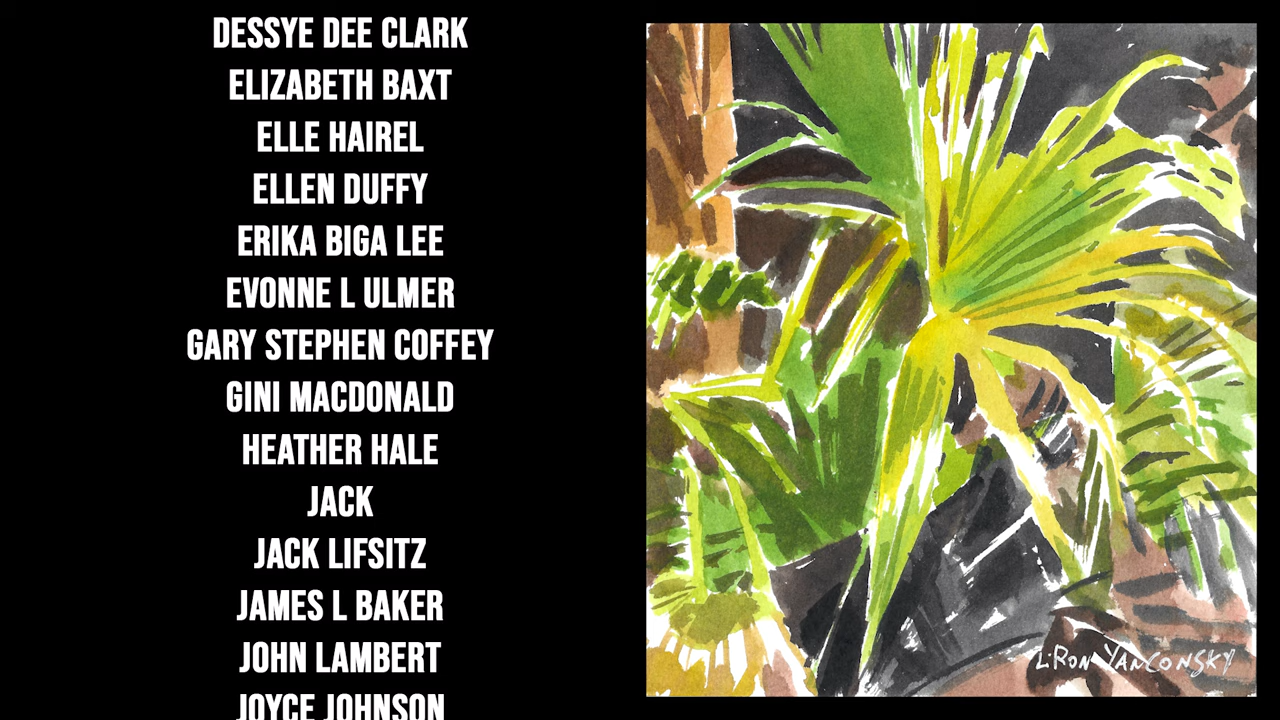 DESSYE DEE CLARK
ELIZABETH BAXT
ELLE HAIREL
ELLEN DUFFY
ERIKA BIGA LEE
EVONNE L ULMER
GARY STEPHEN COFFEY
GINI MACDONALD
HEATHER HALE
JACK
JACK LIFSITZ
JAMES L BAKER
JOHN LAMBERT
JOYCE JOHNSON
LIRON YANCONSKY